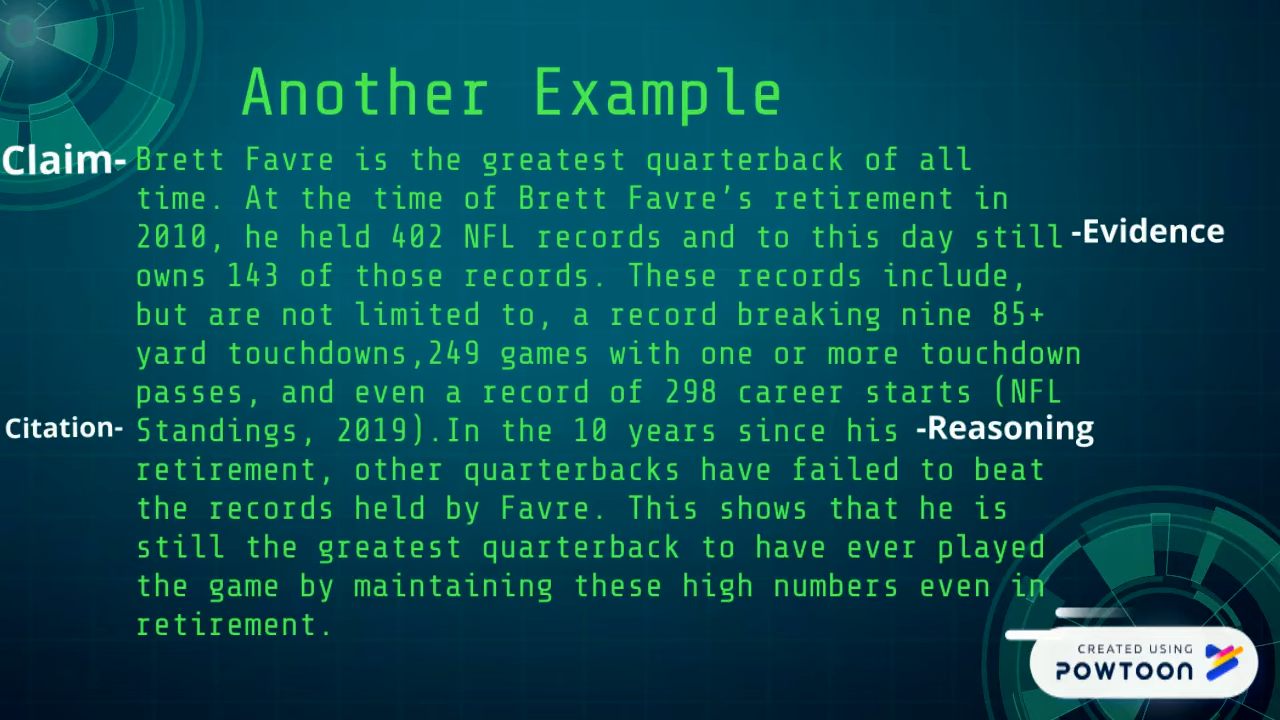 Another Example
Claim- Brett Favre is the greatest quarterback of all
time. At the time of Brett Favre’s retirement in
2010, he held 402 NFL records and to this day still -Evidence
owns 143 of those records. These records include,
but are not limited to, a record breaking nine 85+
yard touchdowns,249 games with one or more touchdown
passes, and even a record of 298 career starts (NFL
Citation- Standings, 2019).In the 10 years since his -Reasoning
retirement, other quarterbacks have failed to beat
the records held by Favre. This shows that he is
still the greatest quarterback to have ever played
the game by maintaining these high numbers even in
retirement.
CREATED USING
POWTOON